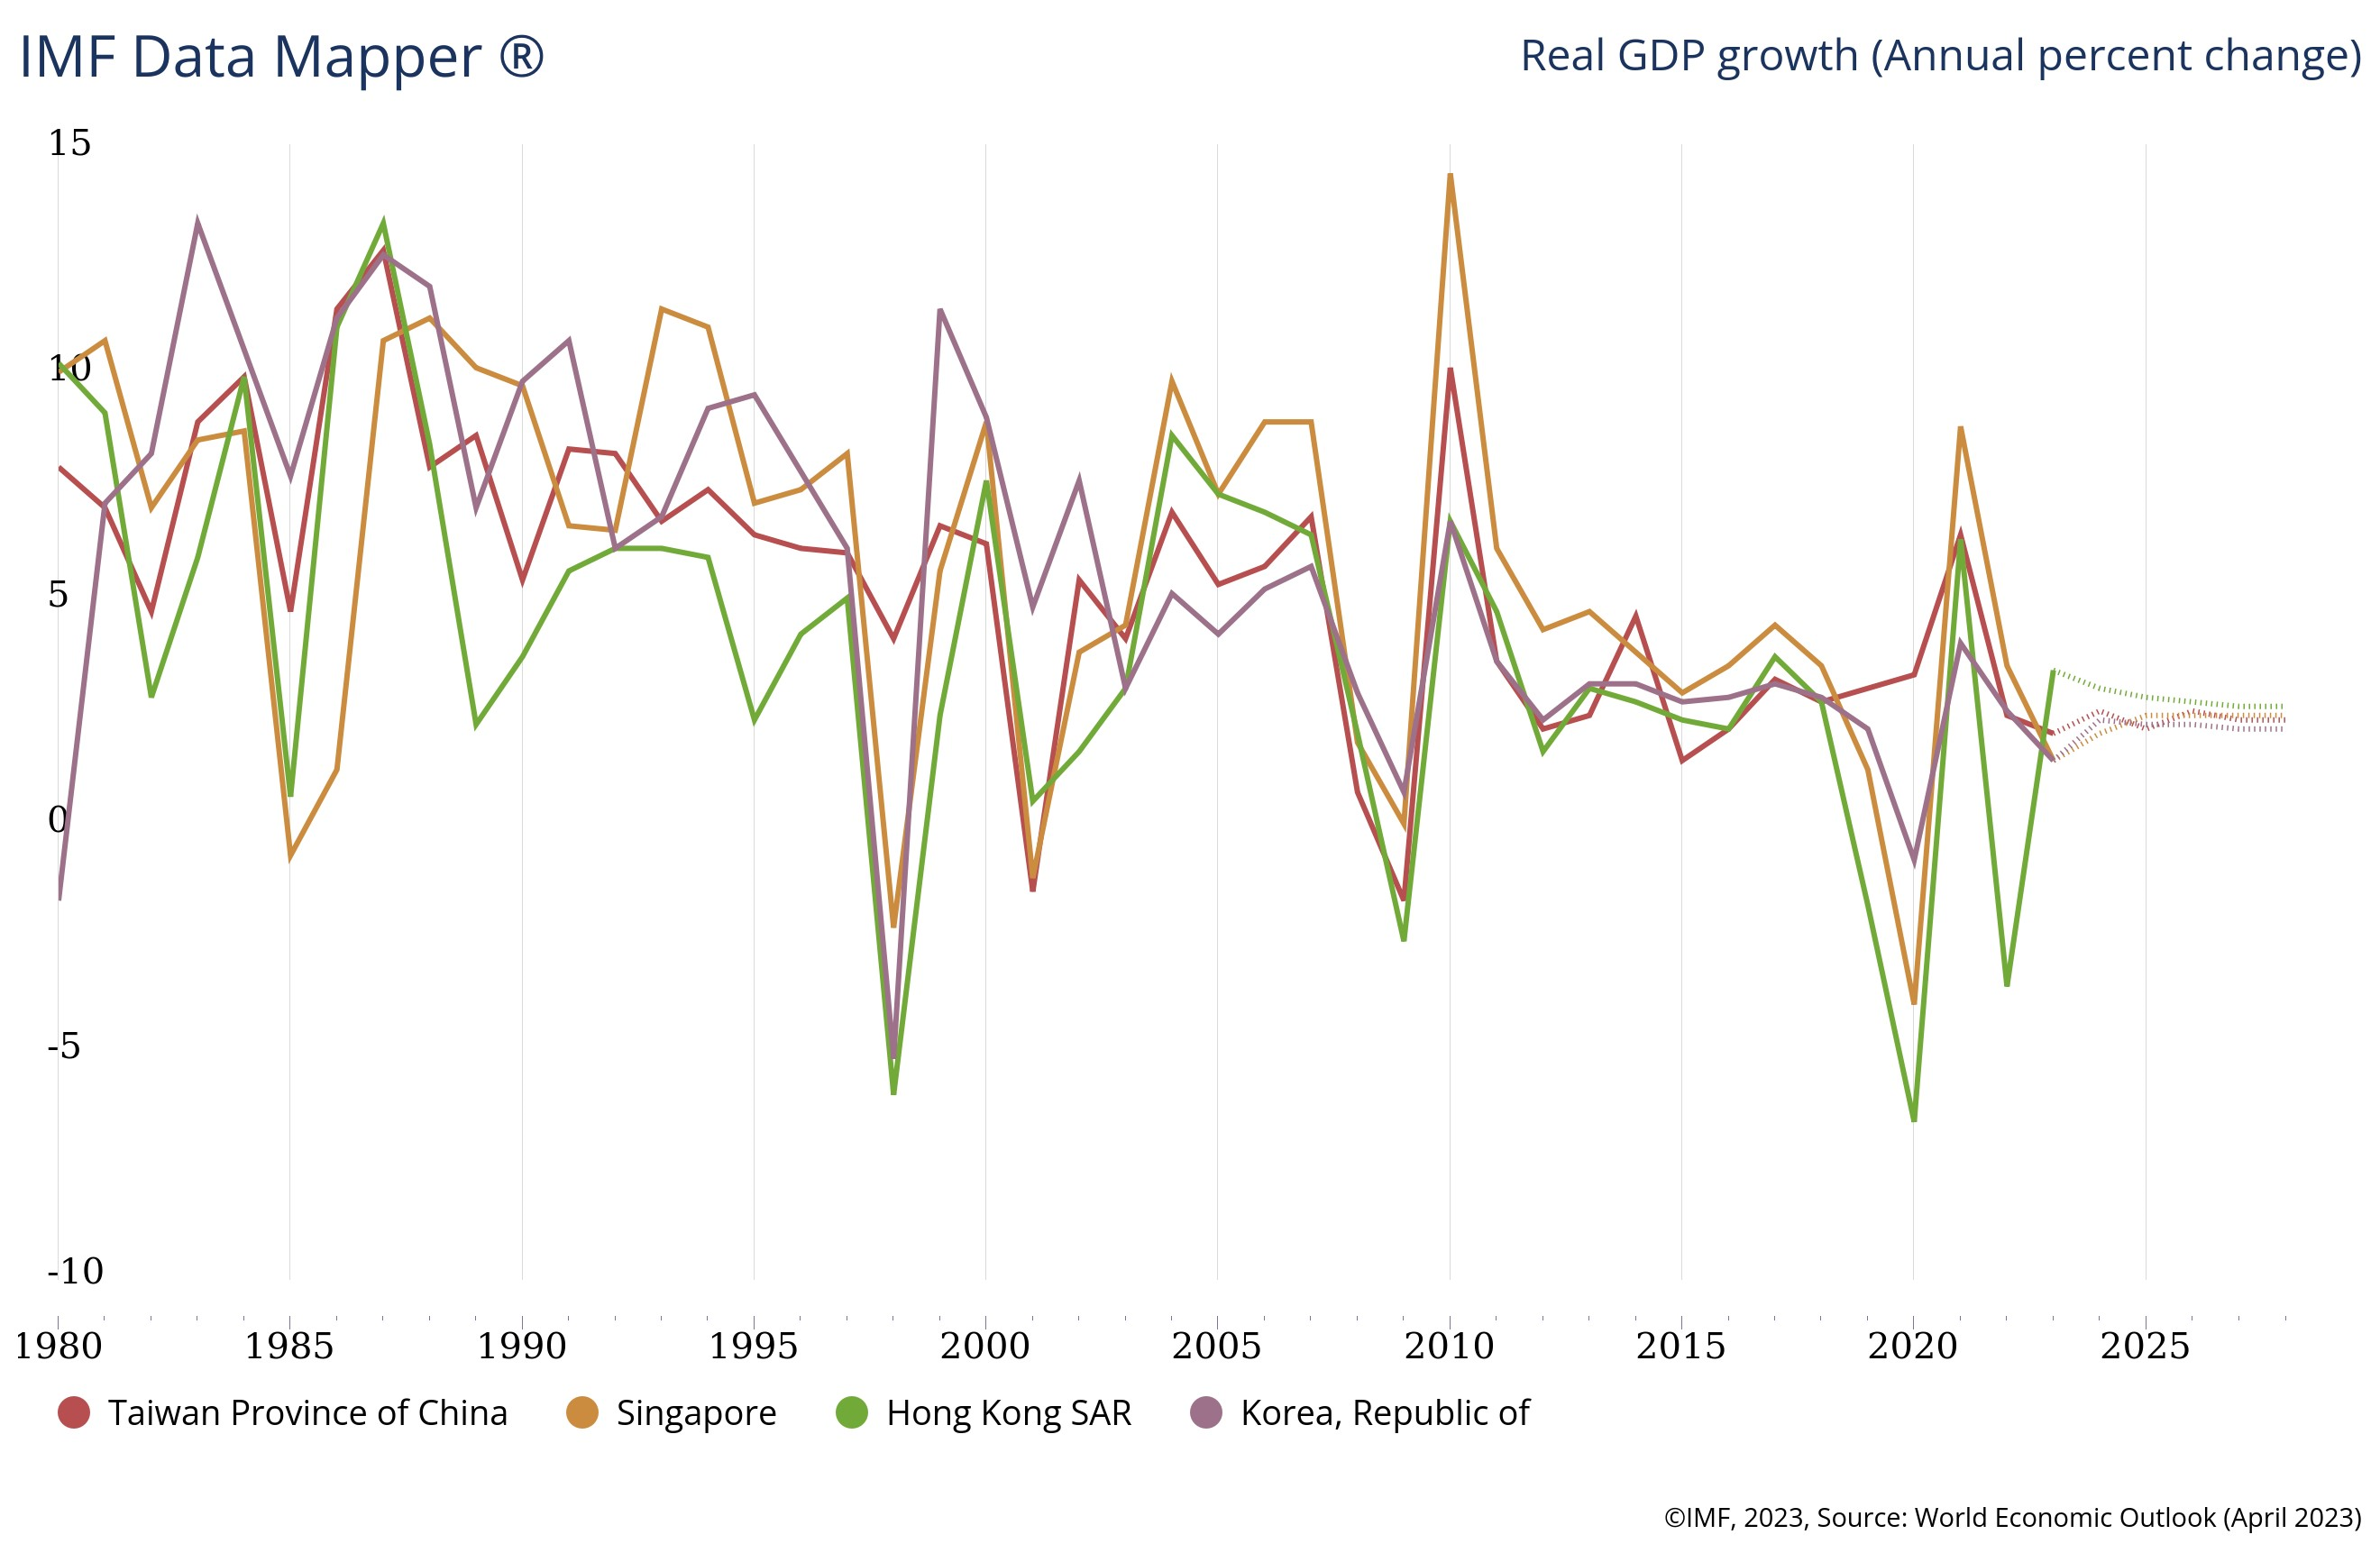 IMF Data Mapper ®
Real GDP growth (Annual percent change)
15
10
5
0
-5
-10
1980 1985 1990 1995 2000 2005 2010 2015 2020 2025
Taiwan Province of China Singapore Hong Kong SAR Korea, Republic of
©IMF, 2023, Source: World Economic Outlook (April 2023)